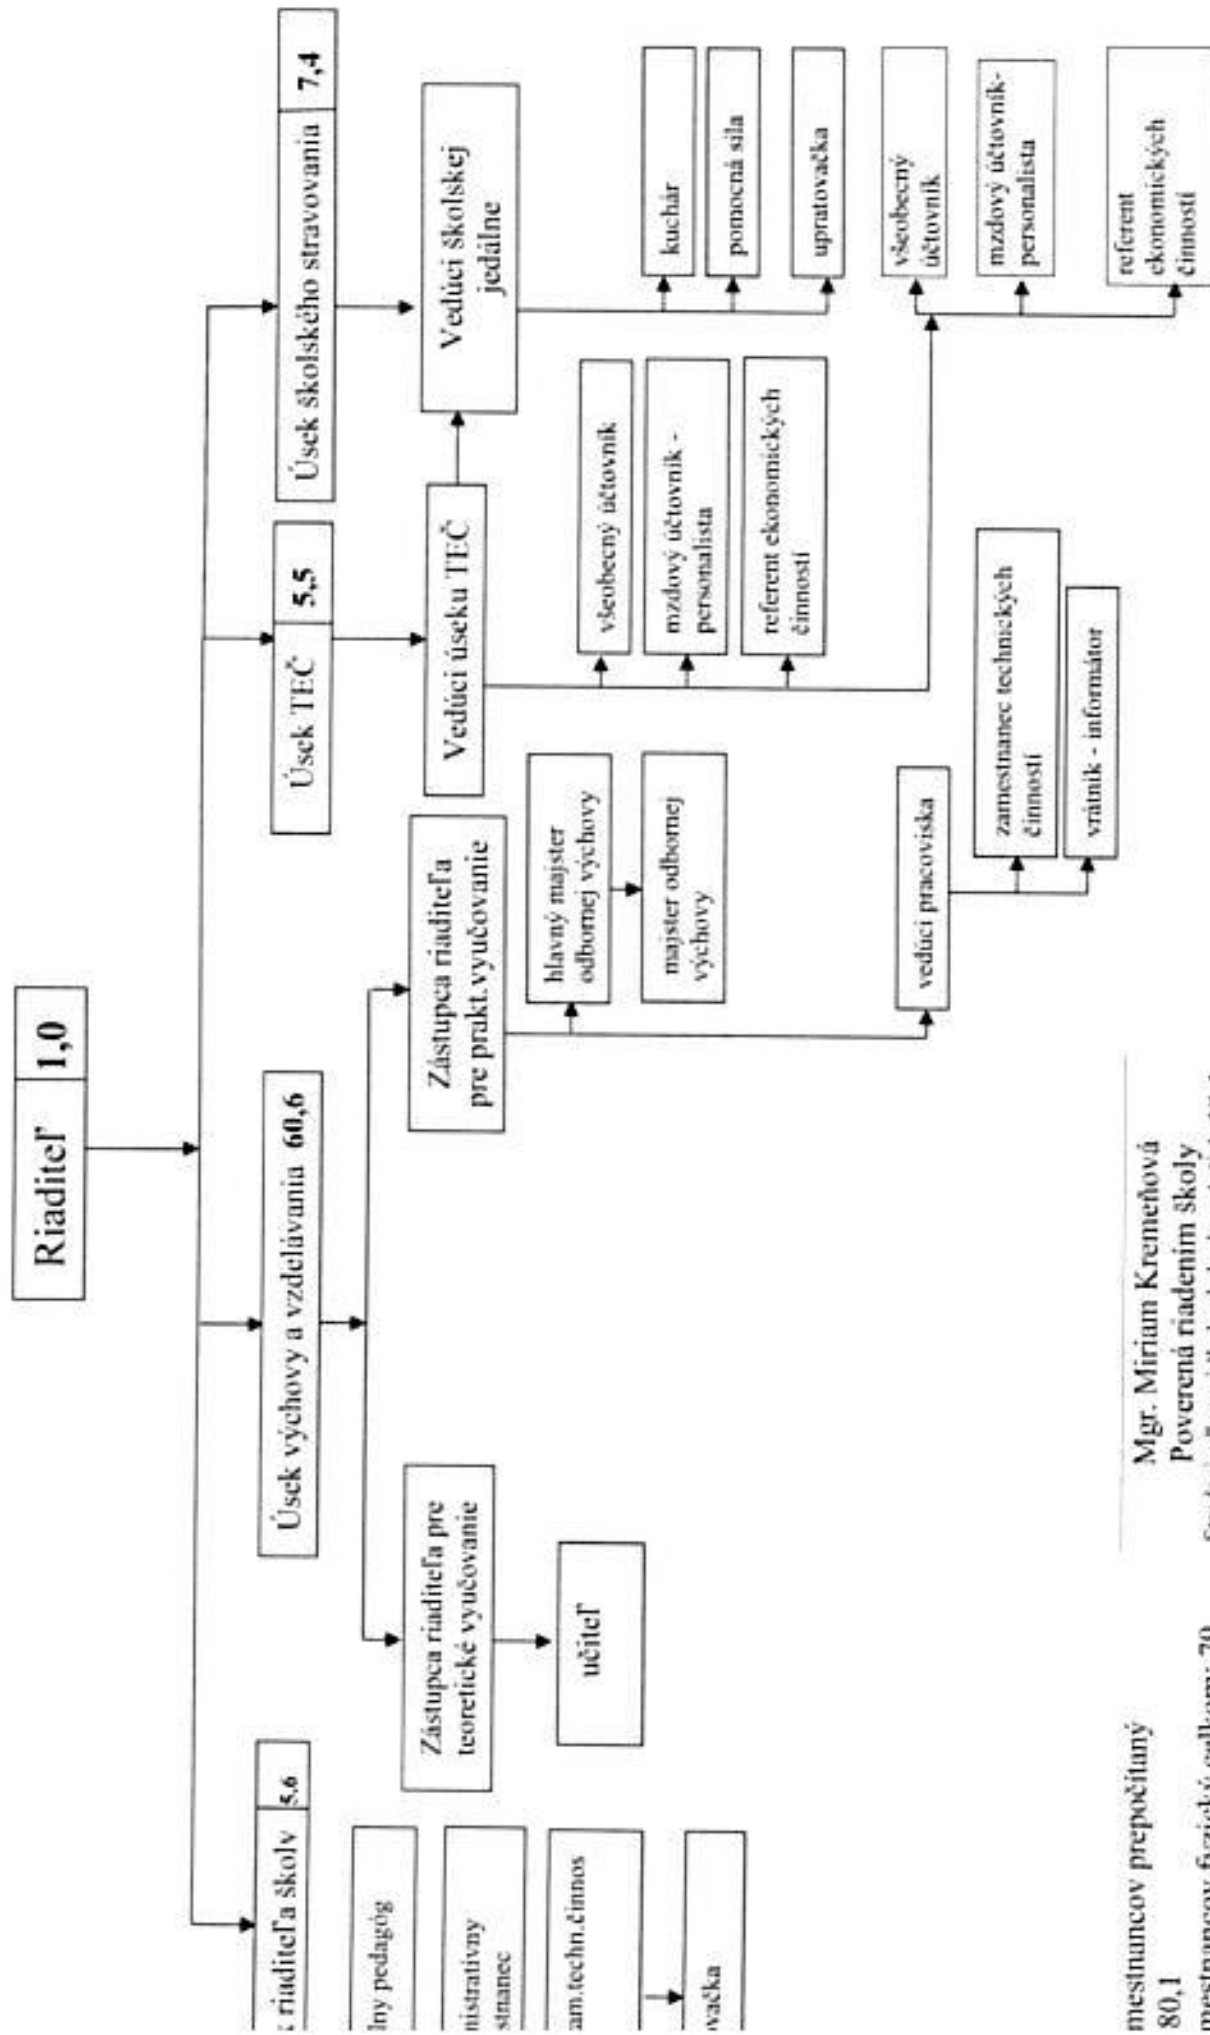 Riaditeľ 1,0
riaditeľa školy 5.6
Úsek výchovy a vzdelávania 60,6
Úsek TEČ 5,5
Úsek školského stravovania 7,4
pedagóg
am.techn.činnos
Zástupca riaditeľa pre
teoretické vyučovanie
učiteľ
Zástupca riaditeľa
pre prakt.vyučovanie
hlavný majster
odbornej výchovy
majster odbornej
výchovy
vedúci pracoviska
zamestnanec technických
činností
vrátnik - informátor
Vedúci úseku TEČ
všeobecný účtovník
mzdový účtovník -
personalista
referent ekonomických
činností
Vedúci školskej
jedálne
kuchár
pomocná sila
upratovačka
všeobecný
účtovník
mzdový účtovník-
personalista
referent
ekonomických
činností
mestnancov prepočítaný
80,1
mestnancov fyzický celkom: 79
Mgr. Miriam Kremeňová
Poverená riadením školy